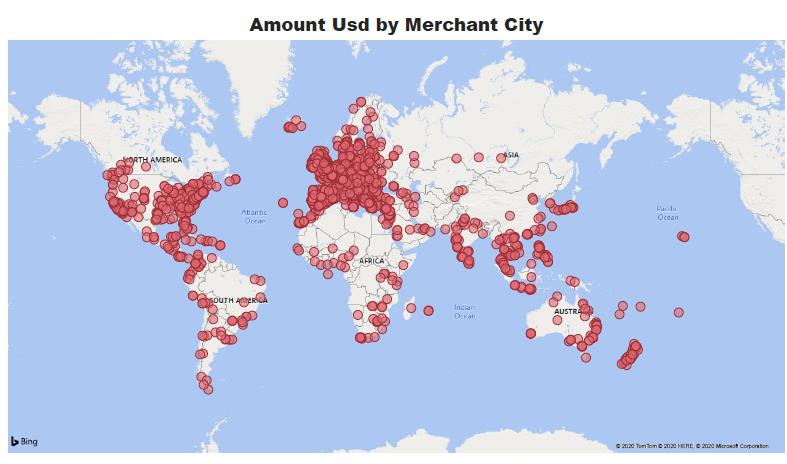 Amount Usd by Merchant City
NORTH AMERICA
ASIA
Atlantic
Ocean
Pacific
Ocean
AFRICA
SOUTH AMERICA
Indian
Ocean
AUSTRA
Bing
© 2020 TomTom © 2020 HERE, © 2020 Microsoft Corporation